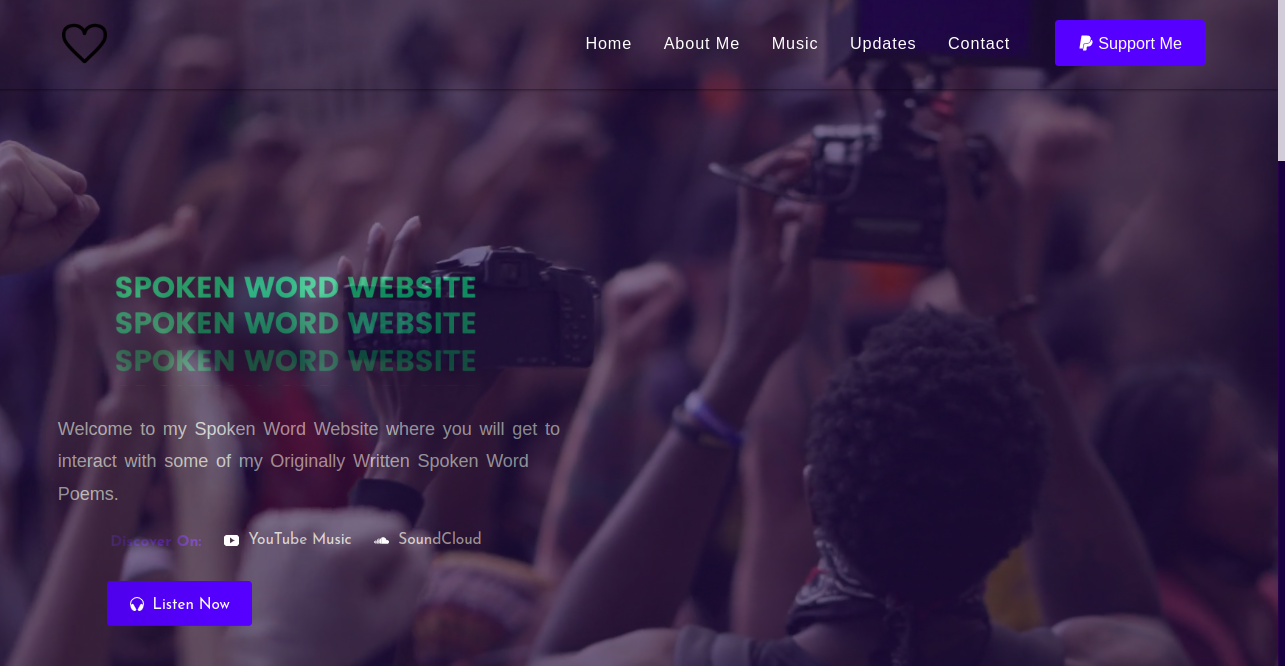 Home About Me Music Updates Contact Support Me
SPOKEN WORD WEBSITE
SPOKEN WORD WEBSITE
SPOKEN WORD WEBSITE
Welcome to my Spoken Word Website where you will get to
interact with some of my Originally Written Spoken Word
Poems.
Discover On: YouTube Music SoundCloud
Listen Now